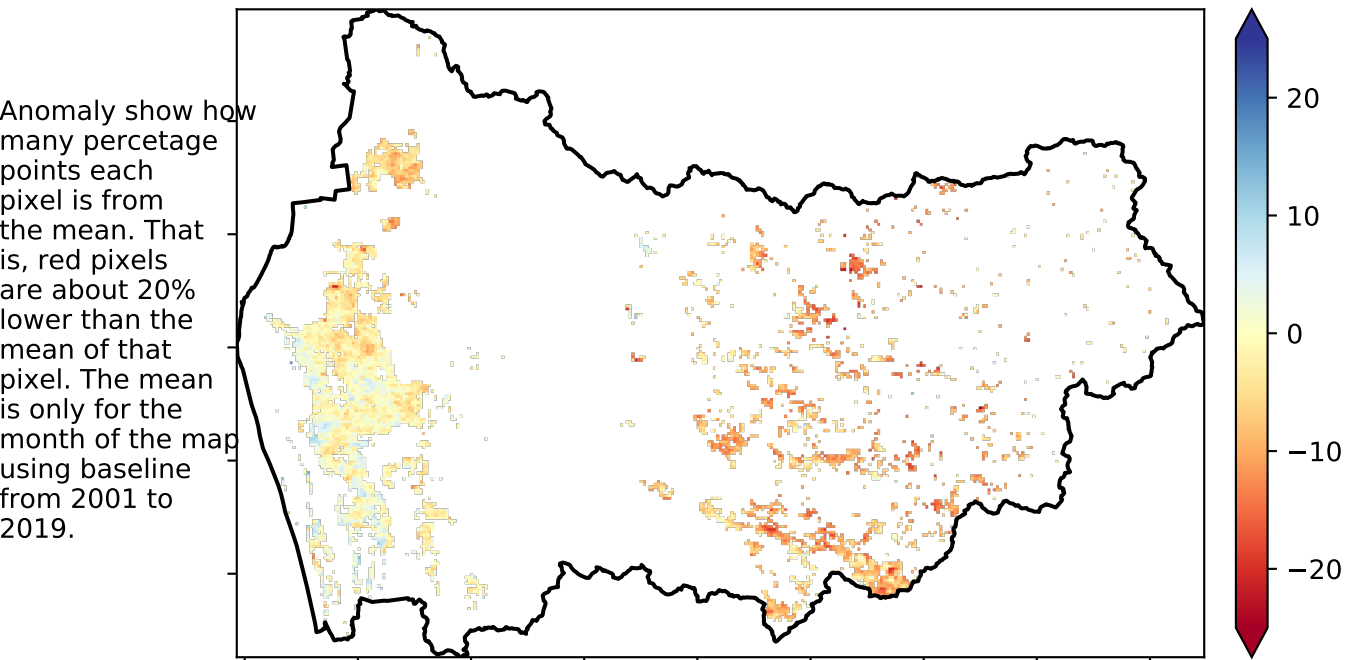 Anomaly show how
many percetage
points each
pixel is from
the mean. That
is, red pixels
are about 20%
lower than the
mean of that
pixel. The mean
is only for the
month of the map
using baseline
from 2001 to
2019.
20
10
0
−10
−20